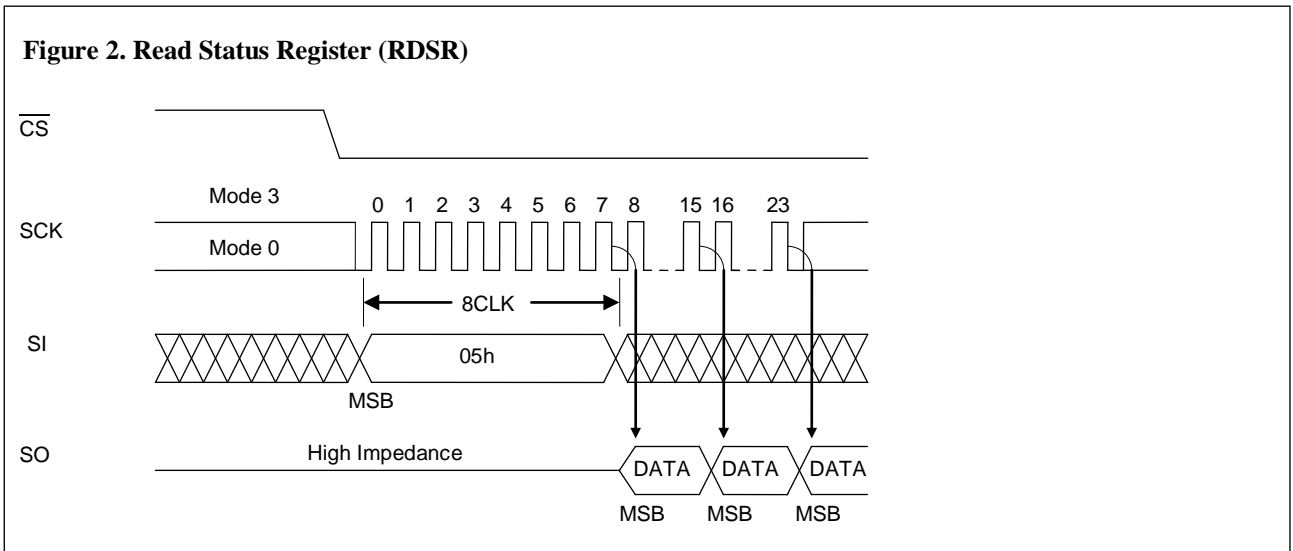 Figure 2. Read Status Register (RDSR)
CS
Mode 3
0 1 2 3 4 5 6 7 8 15 16 23
SCK
Mode 0
8CLK
SI
05h
MSB
SO
High Impedance
DATA DATA DATA
MSB MSB MSB